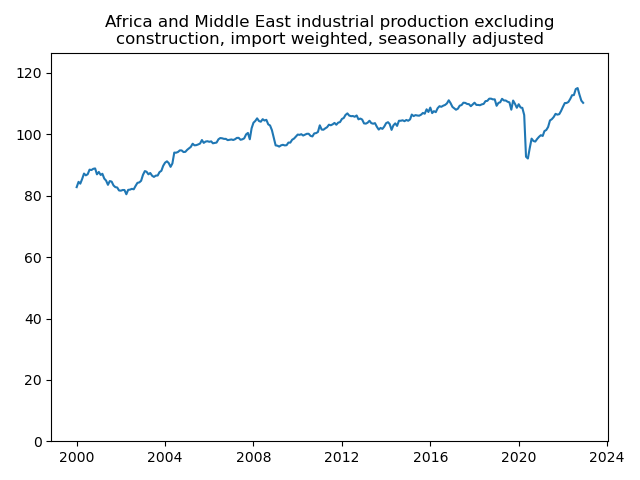 Africa and Middle East industrial production excluding
construction, import weighted, seasonally adjusted
120
100
80
60
40
20
0
2000 2004 2008 2012 2016 2020 2024